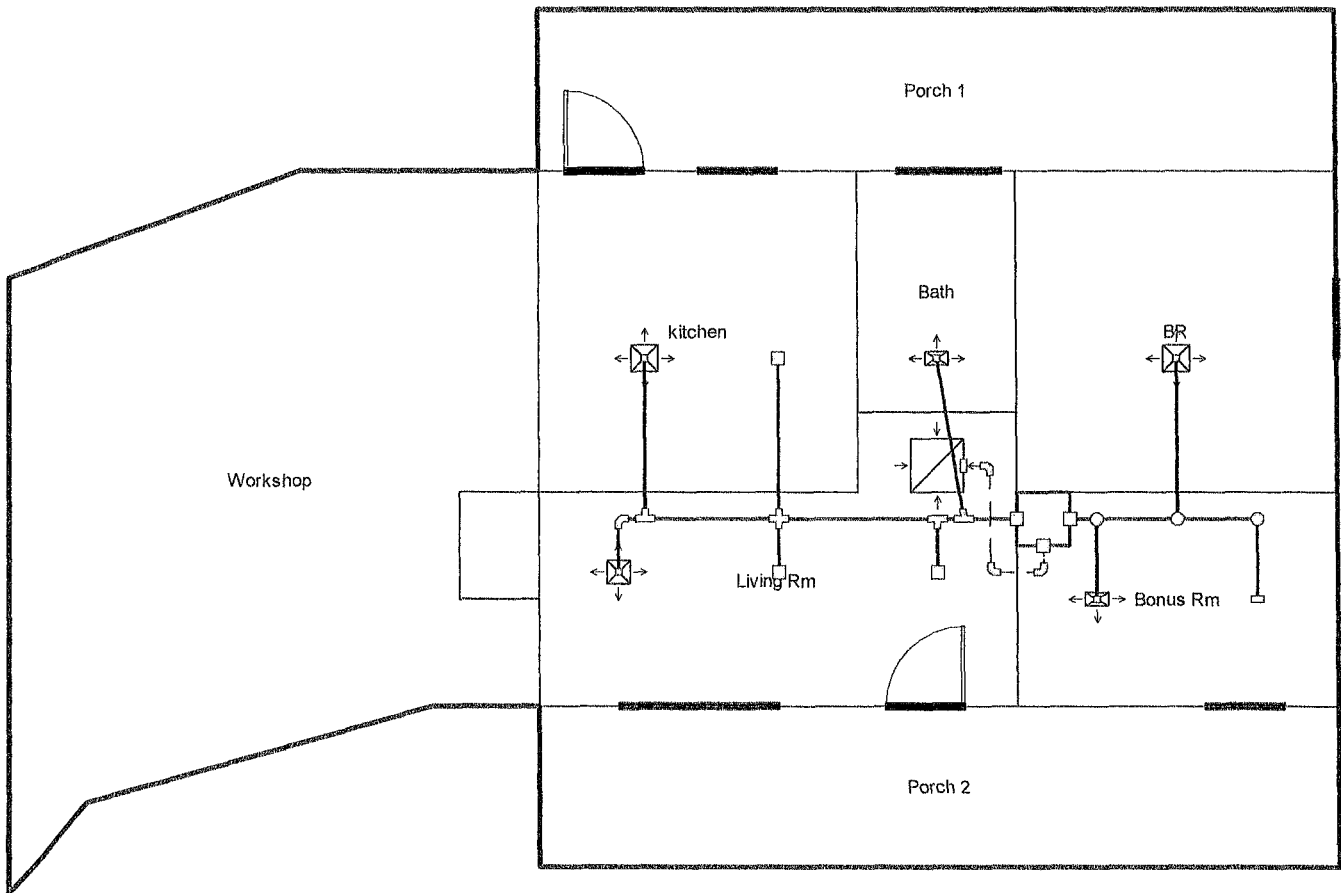 Porch 1
Bath
kitchen
BR
Workshop
Living Rm
Bonus Rm
Porch 2